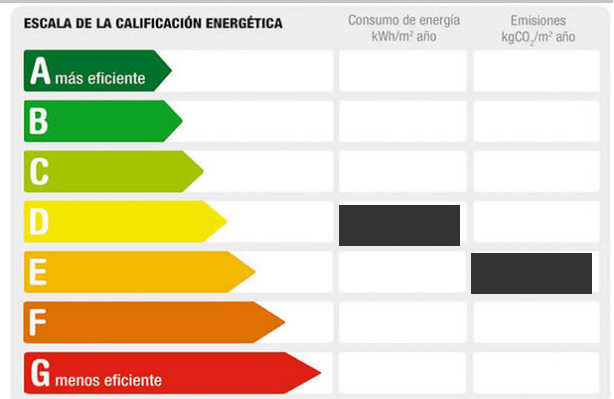 ESCALA DE LA CALIFICACIÓN ENERGÉTICA
Consumo de energía
kWh/m² año
Emisiones
kgCO₂/m² año
A más eficiente
B
C
D
E
F
G menos eficiente